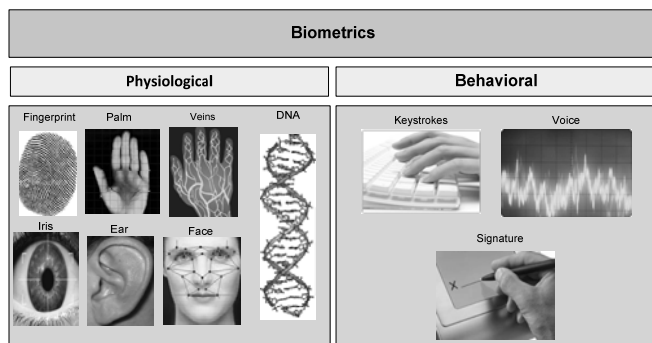 Biometrics
Physiological
Behavioral
Fingerprint
Palm
Veins
DNA
Iris
Ear
Face
Keystrokes
Voice
Signature
X